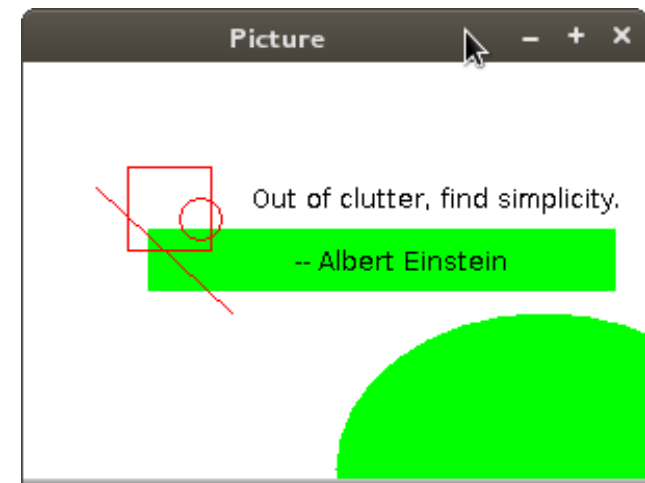 Picture
Out of clutter, find simplicity.
-- Albert Einstein